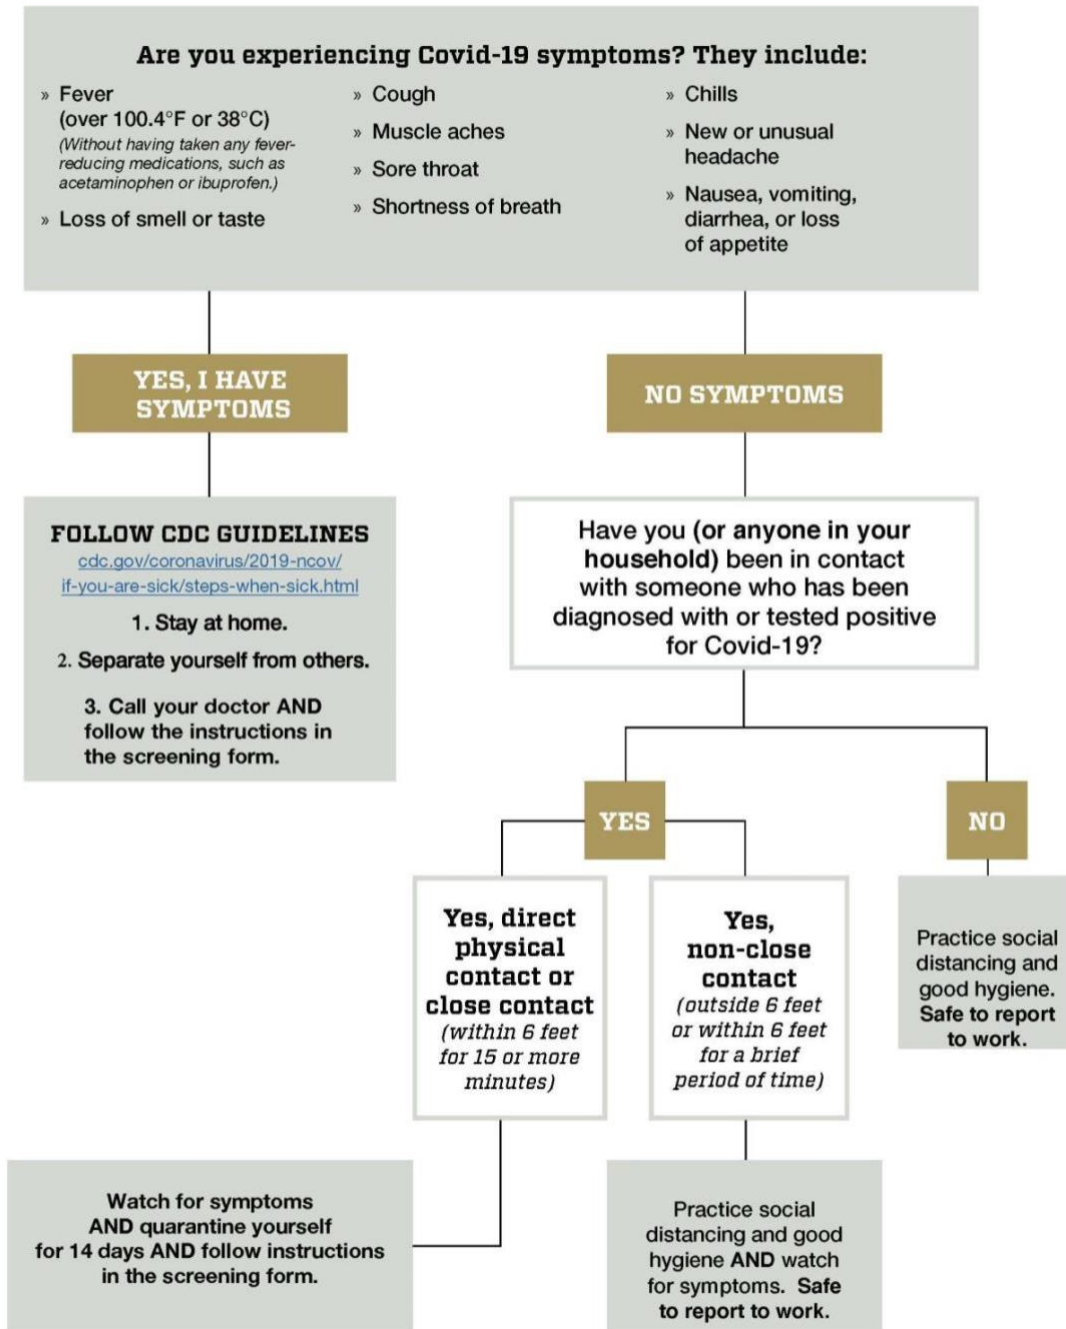 Are you experiencing Covid-19 symptoms? They include:
» Fever
(over 100.4°F or 38°C)
(Without having taken any fever-
reducing medications, such as
acetaminophen or ibuprofen.)
» Loss of smell or taste
» Cough
» Muscle aches
» Sore throat
» Shortness of breath
» Chills
» New or unusual
headache
» Nausea, vomiting,
diarrhea, or loss
of appetite
YES, I HAVE
SYMPTOMS
NO SYMPTOMS
FOLLOW CDC GUIDELINES
cdc.gov/coronavirus/2019-ncov/
if-you-are-sick/steps-when-sick.html
1. Stay at home.
2. Separate yourself from others.
3. Call your doctor AND
follow the instructions in
the screening form.
Have you (or anyone in your
household) been in contact
with someone who has been
diagnosed with or tested positive
for Covid-19?
YES
NO
Yes, direct
physical
contact or
close contact
(within 6 feet
for 15 or more
minutes)
Yes,
non-close
contact
(outside 6 feet
or within 6 feet
for a brief
period of time)
Practice social
distancing and
good hygiene.
Safe to report
to work.
Watch for symptoms
AND quarantine yourself
for 14 days AND follow instructions
in the screening form.
Practice social
distancing and good
hygiene AND watch
for symptoms. Safe
to report to work.